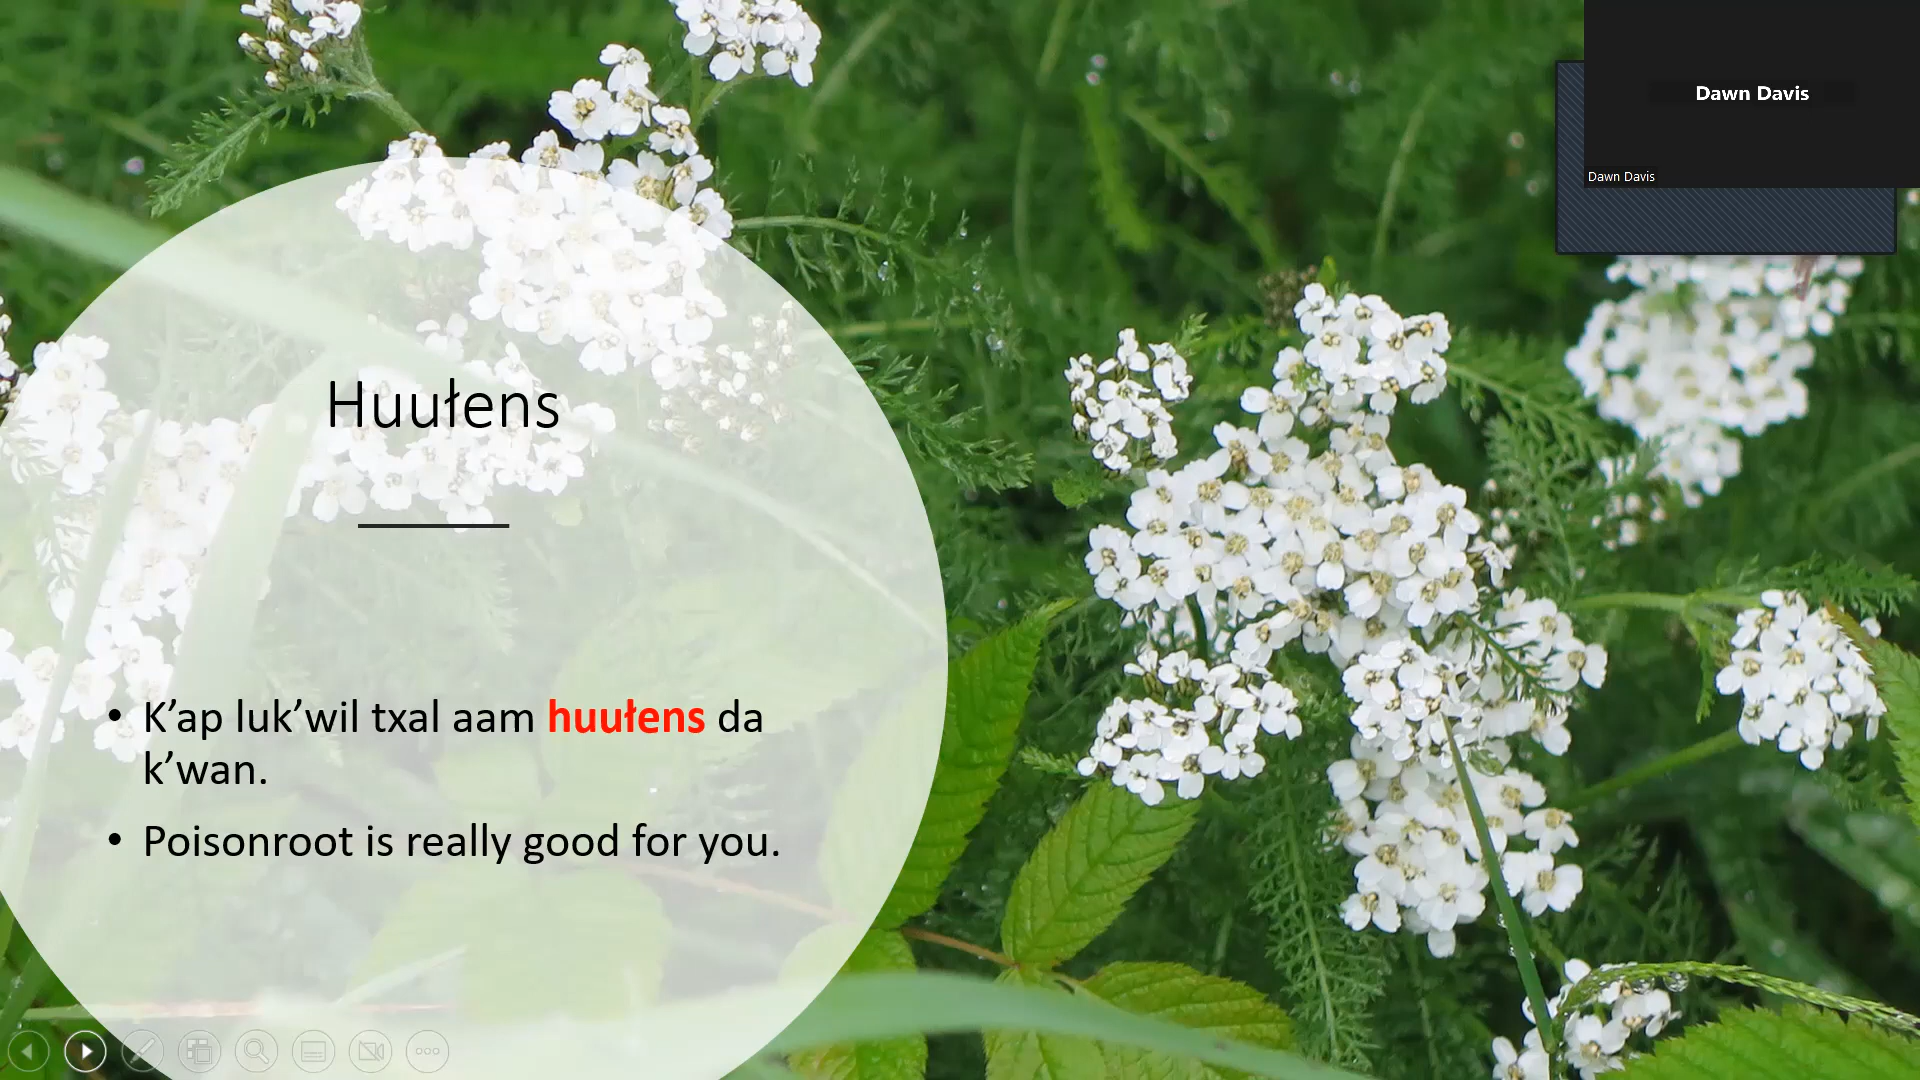 Dawn Davis
Dawn Davis
Huułens
• K’ap luk’wil txal aam huułens da
k’wan.
• Poisonroot is really good for you.